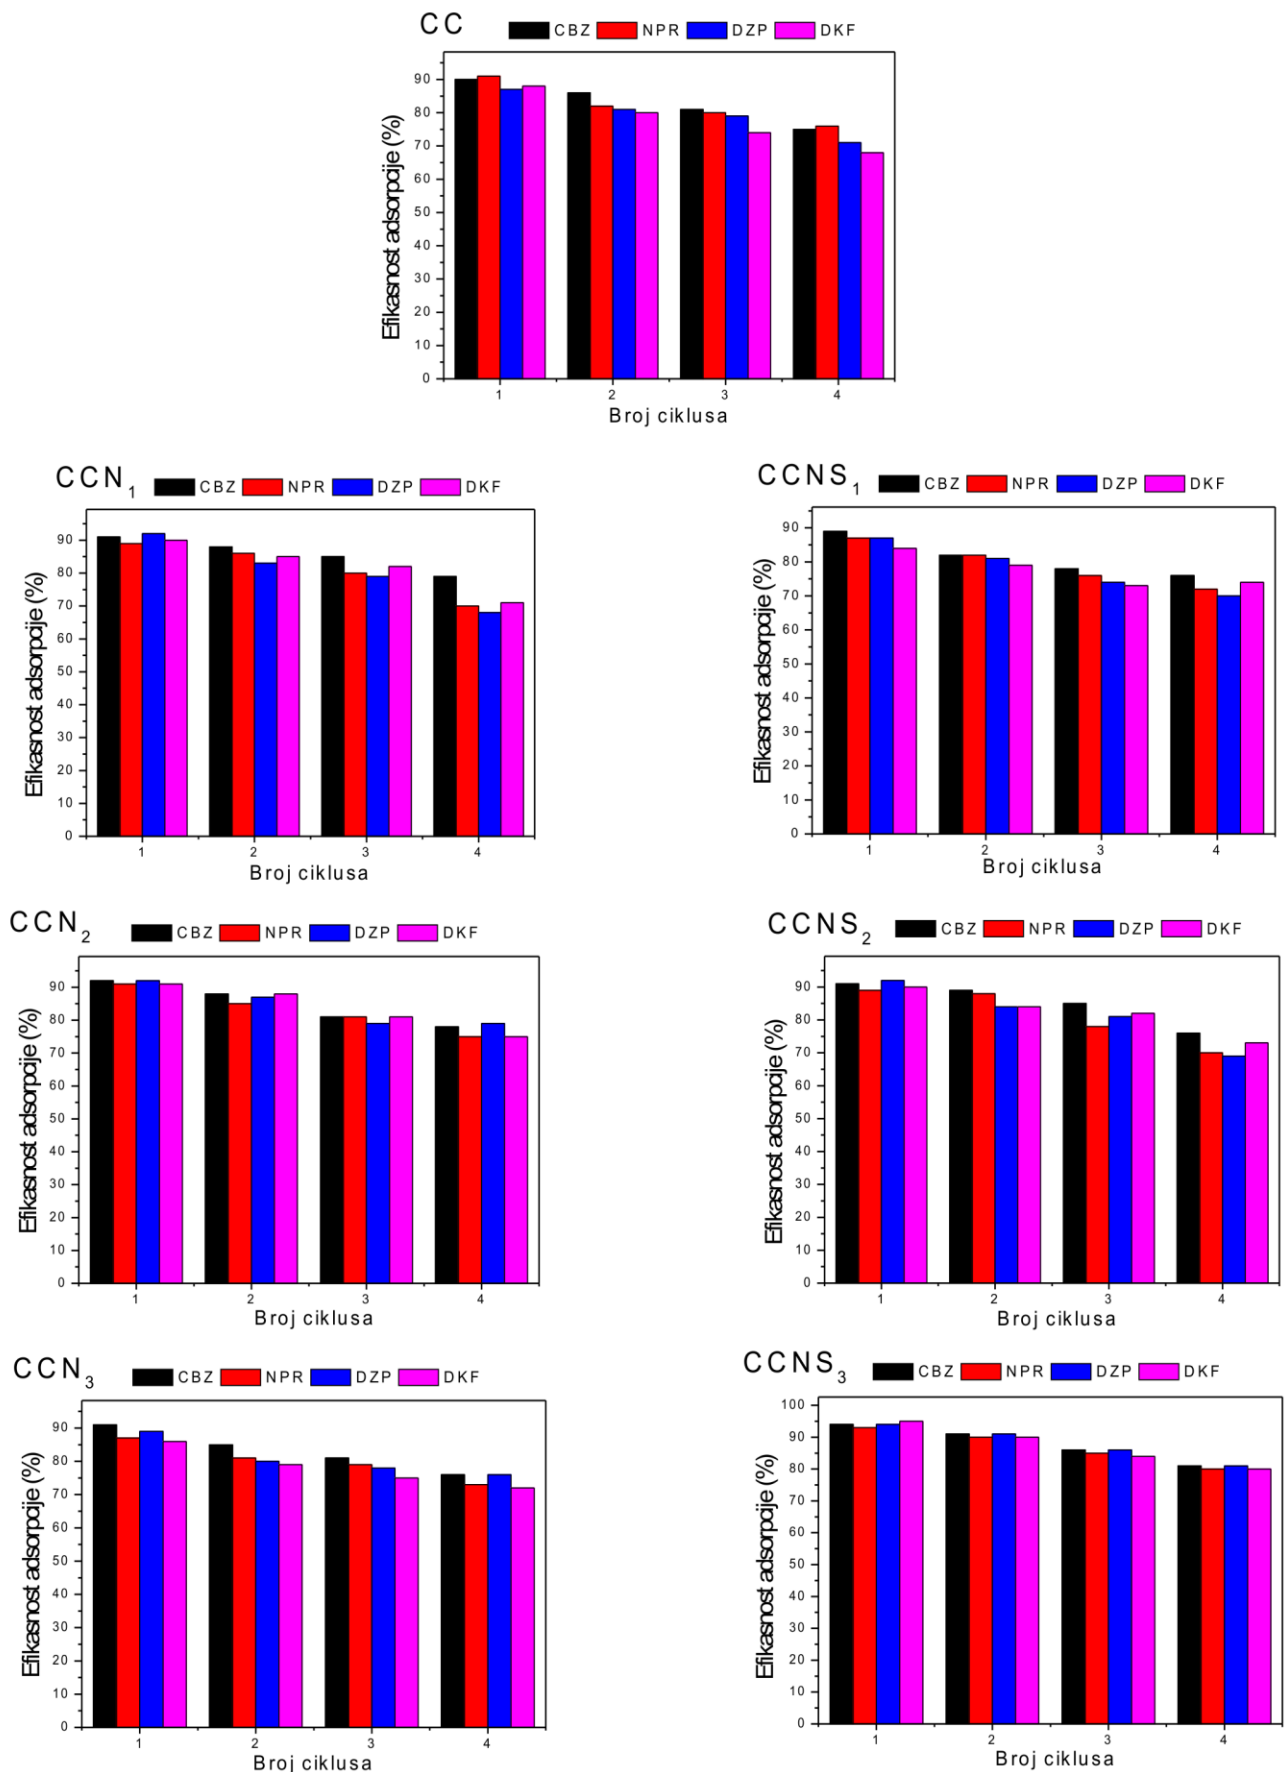 CC CBZ NPR DZP DKF
Efikasnost adsorpcije (%)
90
80
70
60
50
40
30
20
10
0
1 2 3 4
Broj ciklusa
CCN1 CBZ NPR DZP DKF
Efikasnost adsorpcije (%)
90
80
70
60
50
40
30
20
10
0
1 2 3 4
Broj ciklusa
CCNS1 CBZ NPR DZP DKF
Efikasnost adsorpcije (%)
90
80
70
60
50
40
30
20
10
0
1 2 3 4
Broj ciklusa
CCN2 CBZ NPR DZP DKF
Efikasnost adsorpcije (%)
90
80
70
60
50
40
30
20
10
0
1 2 3 4
Broj ciklusa
CCNS2 CBZ NPR DZP DKF
Efikasnost adsorpcije (%)
90
80
70
60
50
40
30
20
10
0
1 2 3 4
Broj ciklusa
CCN3 CBZ NPR DZP DKF
Efikasnost adsorpcije (%)
90
80
70
60
50
40
30
20
10
0
1 2 3 4
Broj ciklusa
CCNS3 CBZ NPR DZP DKF
Efikasnost adsorpcije (%)
100
90
80
70
60
50
40
30
20
10
0
1 2 3 4
Broj ciklusa